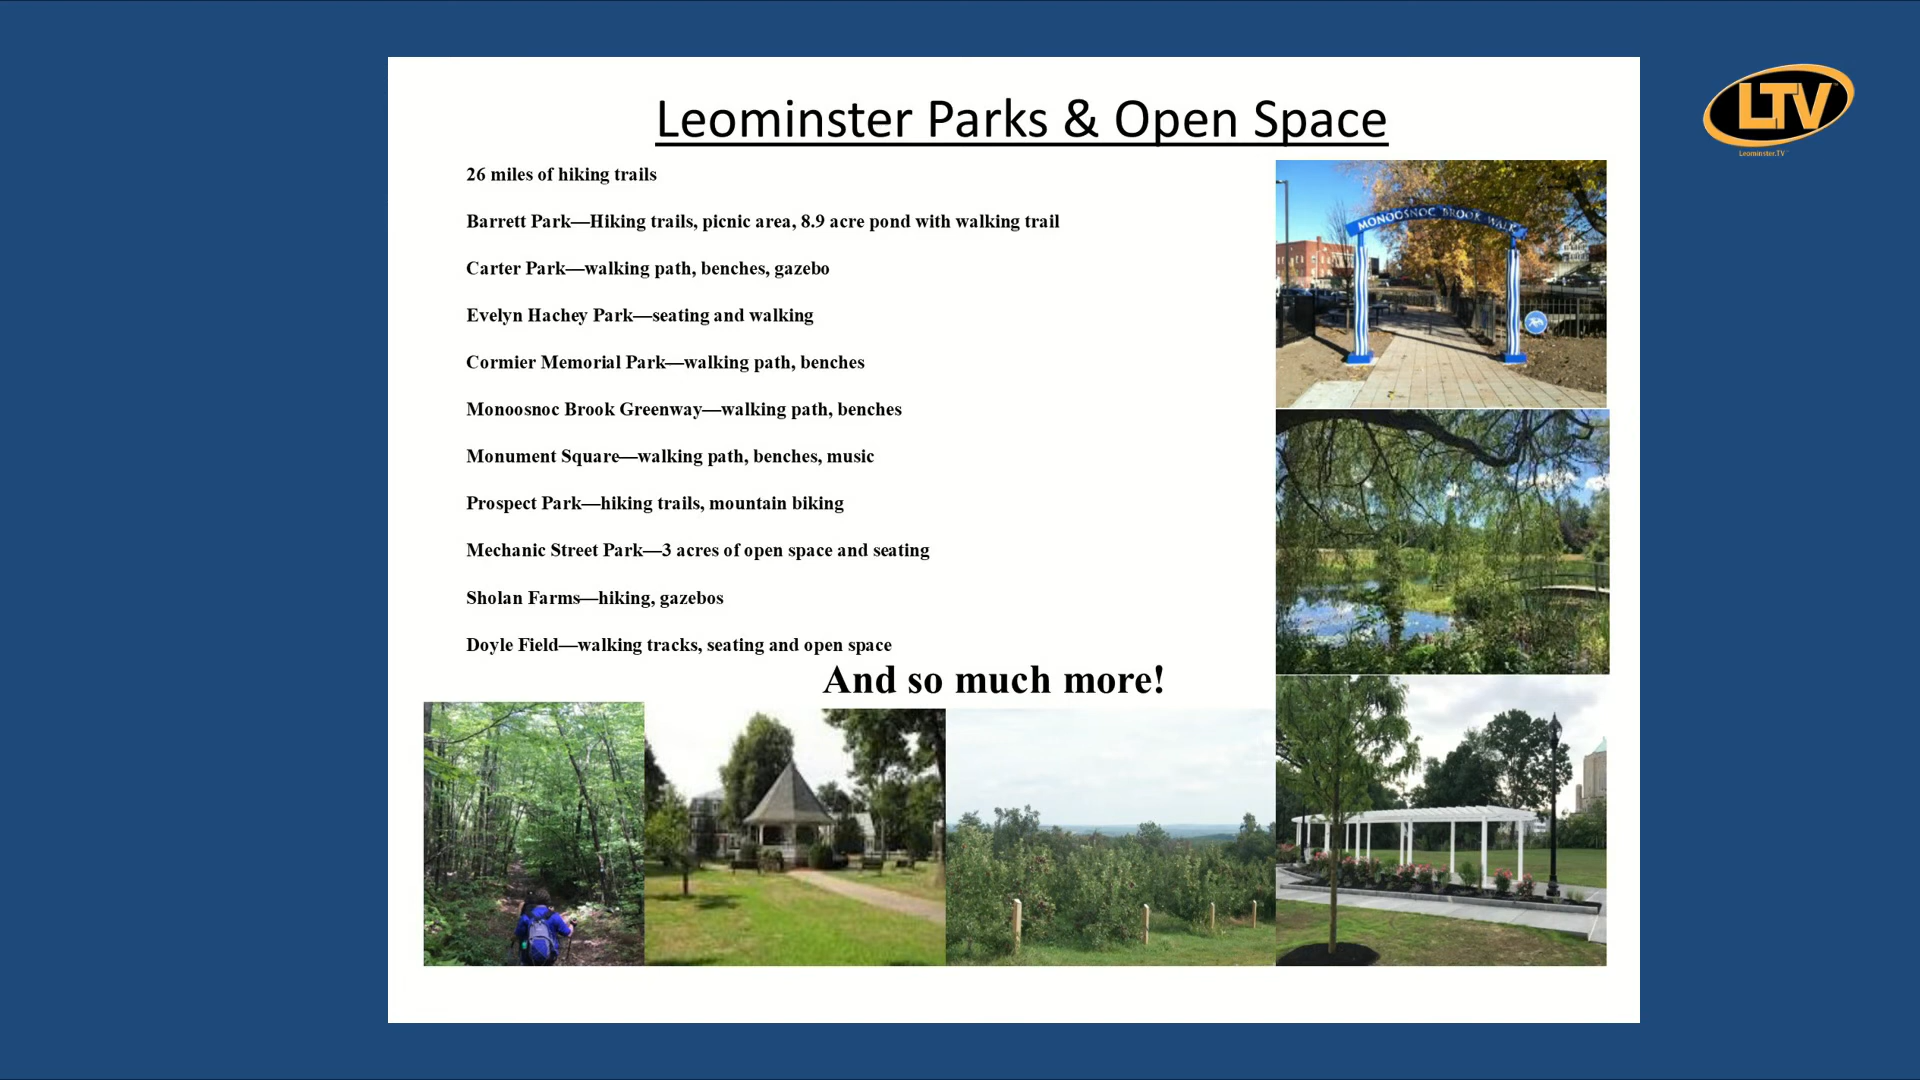 Leominster Parks & Open Space
LTV
Leominster.TV
26 miles of hiking trails
Barrett Park—Hiking trails, picnic area, 8.9 acre pond with walking trail
Carter Park—walking path, benches, gazebo
Evelyn Hachey Park—seating and walking
Cormier Memorial Park—walking path, benches
Monoosnoc Brook Greenway—walking path, benches
Monument Square—walking path, benches, music
Prospect Park—hiking trails, mountain biking
Mechanic Street Park—3 acres of open space and seating
Sholan Farms—hiking, gazebos
Doyle Field—walking tracks, seating and open space
And so much more!
MONOOSNOC BROOK WALK